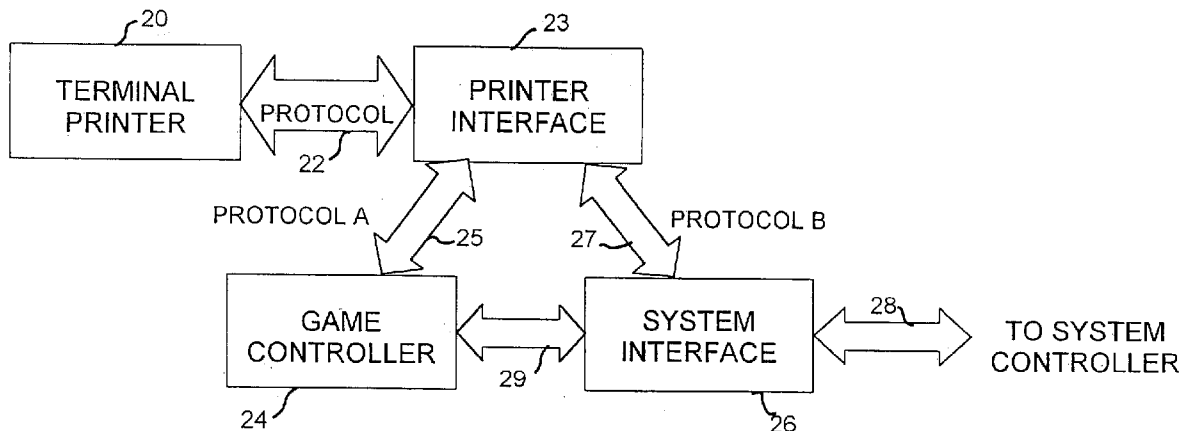 20
TERMINAL
PRINTER
PROTOCOL
22
23
PRINTER
INTERFACE
PROTOCOL A
25
27
PROTOCOL B
GAME
CONTROLLER
24
29
SYSTEM
INTERFACE
26
28
TO SYSTEM
CONTROLLER